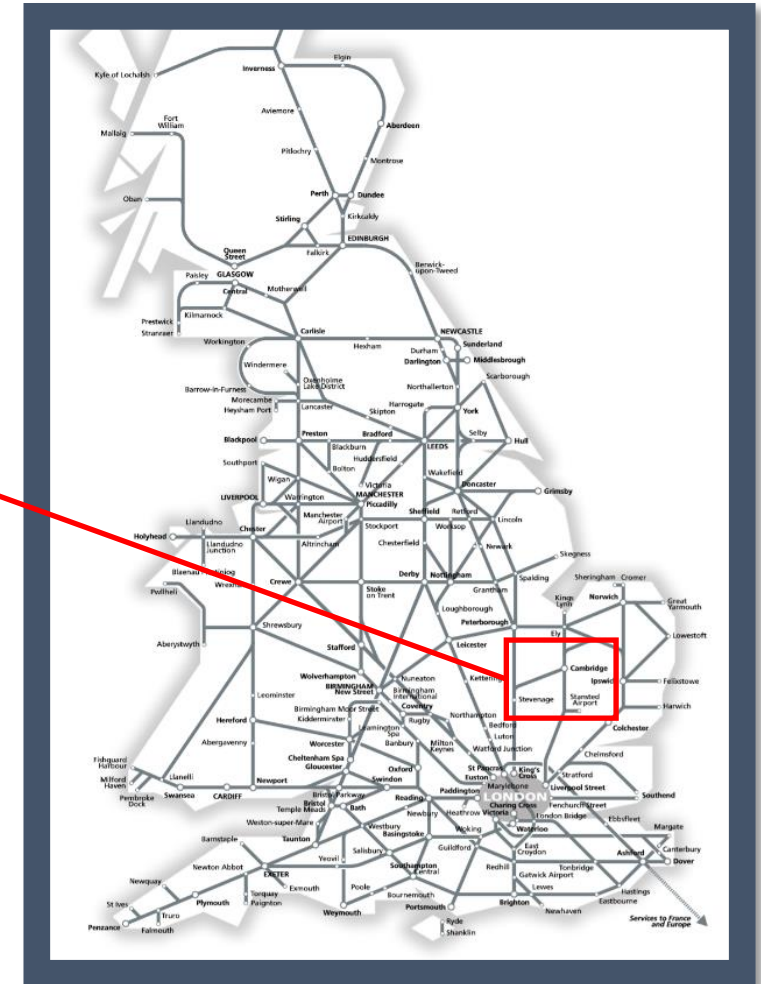 Inverness
Elgin
Kyle of Lochalsh
Aviemore
Fort
William
Mallaig
Aberdeen
Pitlochry
Montrose
Perth
Dundee
Oban
Stirling
Kirkcaldy
EDINBURGH
Queen
Street
Falkirk
Berwick-
upon-Tweed
Paisley
GLASGOW
Central
Motherwell
Prestwick
Kilmarnock
Stranraer
Carlisle
NEWCASTLE
Workington
Hexham
Sunderland
Durham
Darlington
Middlesbrough
Windermere
Scarborough
Oxenholme
Lake District
Northallerton
Barrow-in-Furness
Morecambe
Heysham Port
Lancaster
Harrogate
Skipton
York
Blackpool
Preston
Bradford
Selby
Hull
Blackburn
LEEDS
Huddersfield
Southport
Bolton
Wakefield
Wigan
Victoria
Doncaster
LIVERPOOL
Warrington
MANCHESTER
Piccadilly
Grimsby
Manchester
Airport
Sheffield
Retford
Lincoln
Stockport
Worksop
Llandudno
Holyhead
Chester
Llandudno
Junction
Altrincham
Chesterfield
Newark
Skegness
Crewe
Derby
Nottingham
Spalding
Sheringham
Cromer
Pwllheli
Stoke
on Trent
Grantham
Kings
Lynn
Norwich
Great
Yarmouth
Loughborough
Peterborough
Shrewsbury
Ely
Lowestoft
Aberystwyth
Stafford
Leicester
Cambridge
Wolverhampton
Nuneaton
Kettering
Ipswich
Felixstowe
BIRMINGHAM
New Street
Birmingham
International
Leominster
Stevenage
Stansted
Airport
Harwich
Birmingham Moor Street
Coventry
Kidderminster
Northampton
Hereford
Rugby
Bedford
Colchester
Leamington
Spa
Luton
Abergavenny
Worcester
Banbury
Milton
Keynes
Watford Junction
Chelmsford
Cheltenham Spa
Gloucester
Oxford
St Pancras
King's
Cross
Fishguard
Harbour
Euston
Stratford
Milford
Haven
Llanelli
Swindon
Marylebone
Liverpool Street
Newport
Paddington
LONDON
Southend
Pembroke
Dock
Swansea
CARDIFF
Bristol Parkway
Bristol
Temple Meads
Bath
Reading
Charing Cross
Fenchurch Street
Newbury
Heathrow
Victoria
London Bridge
Ebbsfleet
Weston-super-Mare
Westbury
Basingstoke
Woking
Waterloo
Margate
Barnstaple
Taunton
Guildford
East
Croydon
Canterbury
Salisbury
Ashford
Yeovil
Redhill
Tonbridge
Dover
Newton Abbot
Southampton
Central
Gatwick Airport
EXETER
Newquay
Exmouth
Poole
Lewes
Hastings
Bournemouth
Torquay
Paignton
Eastbourne
St Ives
Plymouth
Portsmouth
Brighton
Newhaven
Weymouth
Truro
Ryde
Services to France
and Europe
Penzance
Falmouth
Shanklin